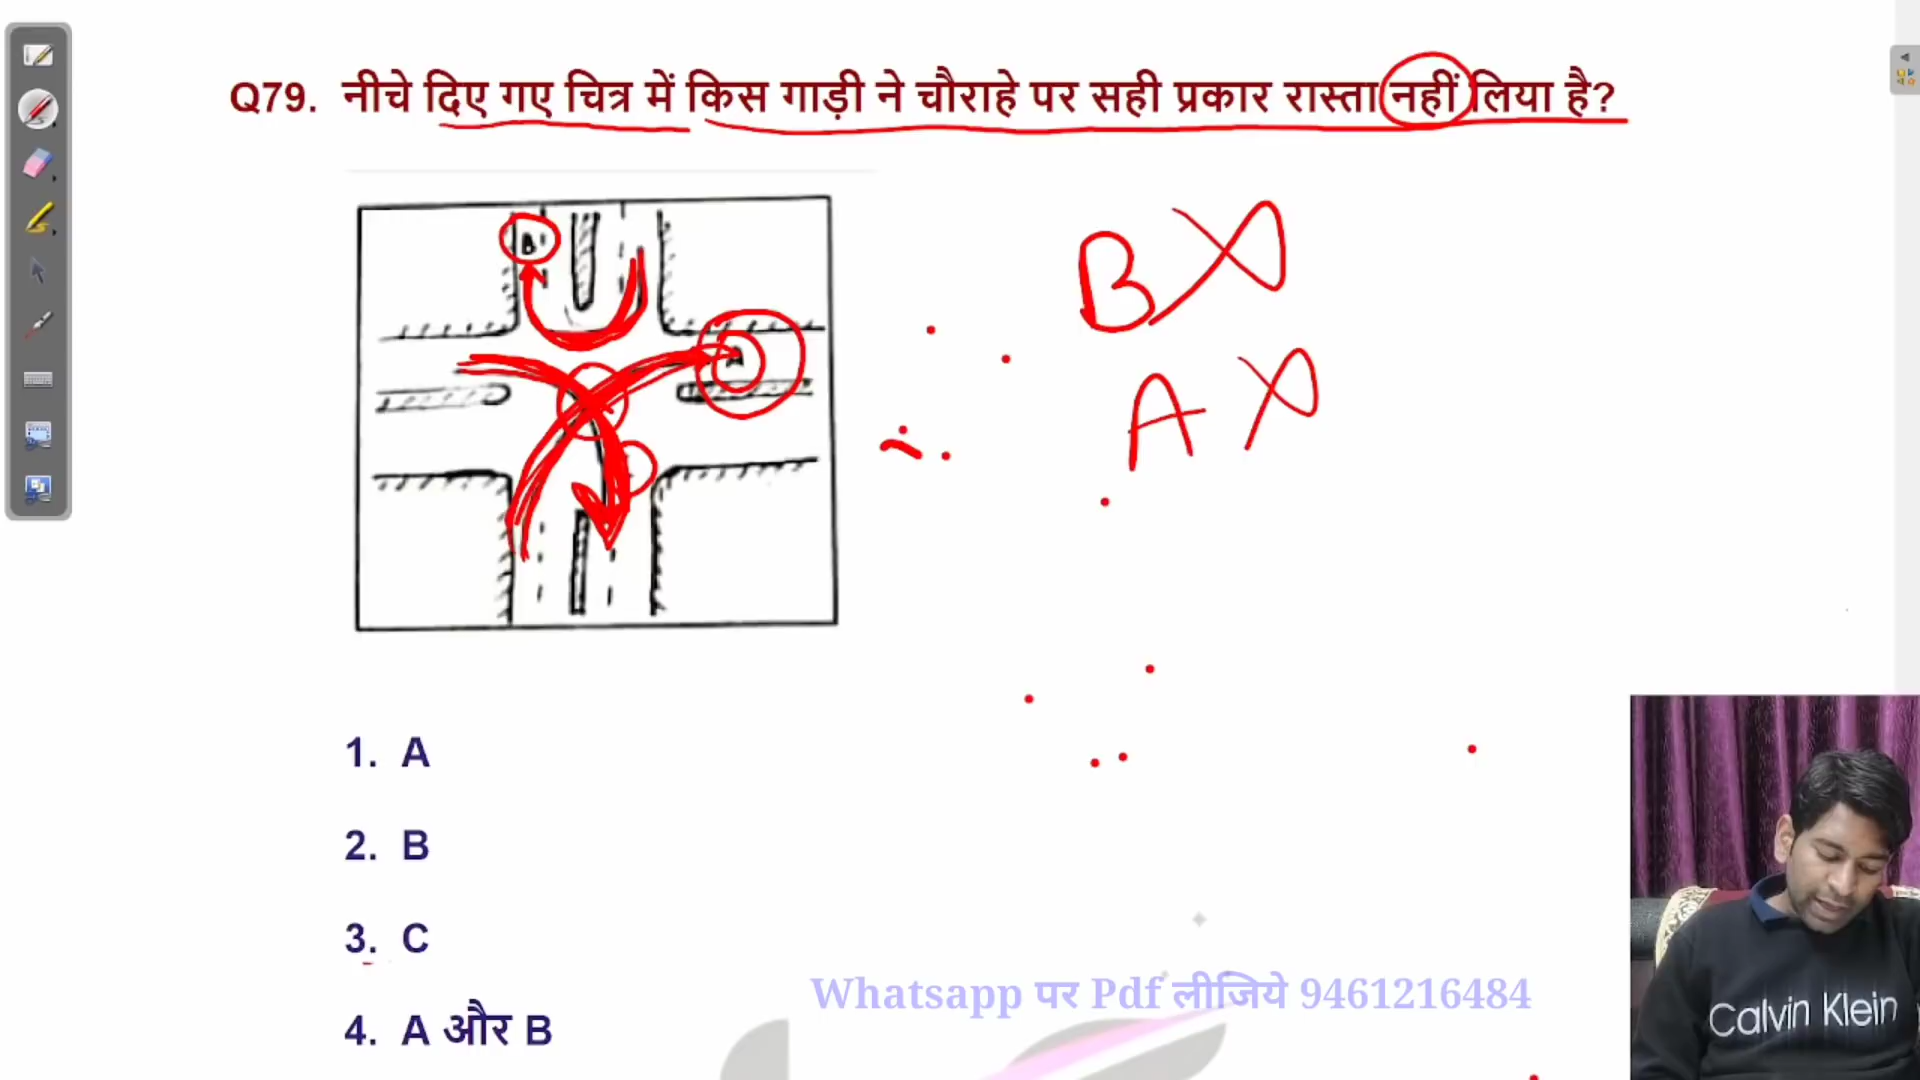 Q79. नीचे दिए गए चित्र में किस गाड़ी ने चौराहे पर सही प्रकार रास्ता नहीं लिया है?
B
A
B
A
1. A
2. B
3. C
4. A और B
Whatsapp पर Pdf लीजिये 9461216484
Calvin Klein